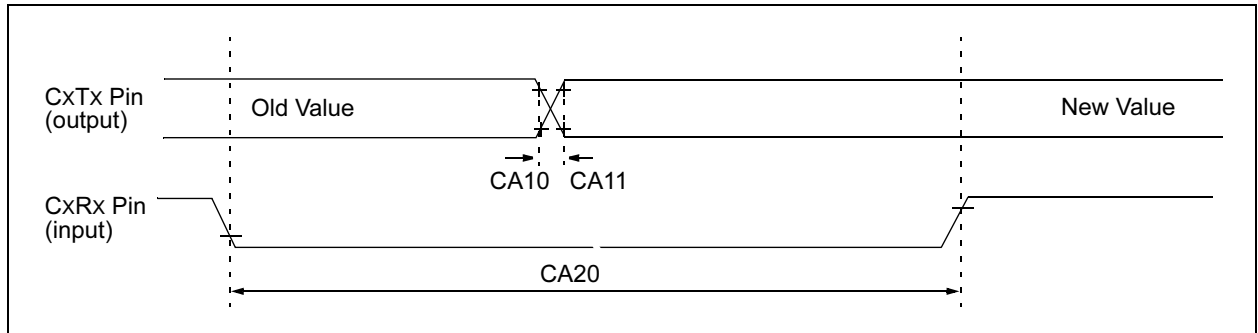 CxTx Pin
(output)
Old Value
New Value
CA10 CA11
CxRx Pin
(input)
CA20